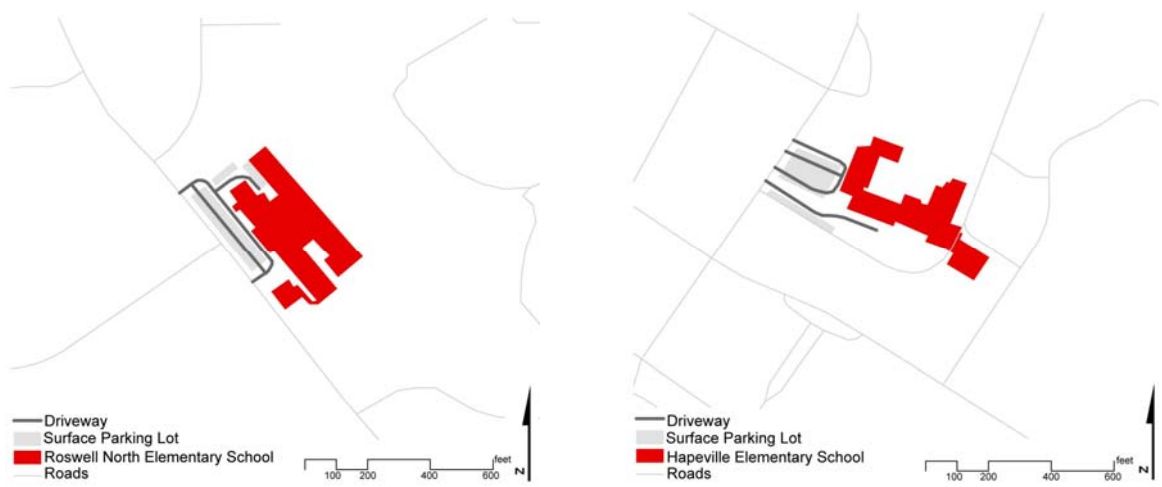 Driveway
Surface Parking Lot
Roswell North Elementary School
Roads
feet
100 200 400 600
N
Driveway
Surface Parking Lot
Hapeville Elementary School
Roads
feet
100 200 400 600
N